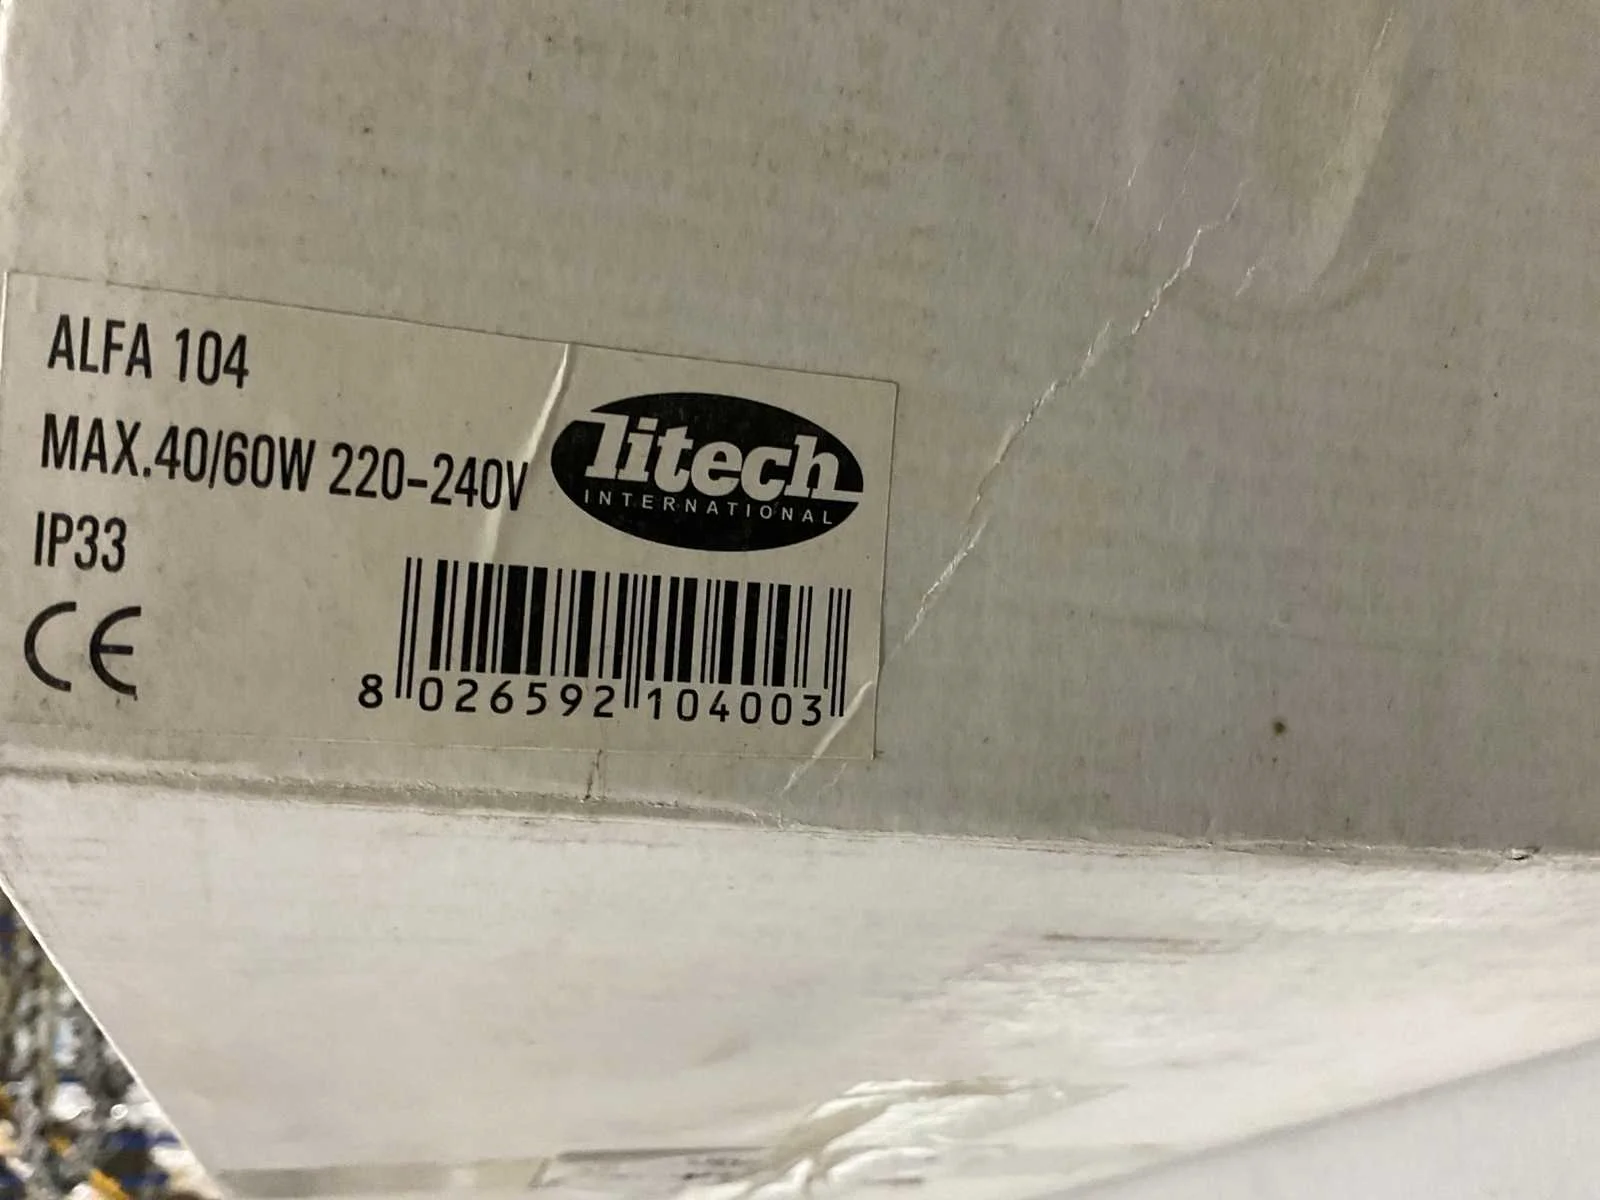 ALFA 104
MAX.40/60W 220-240V
IP33
CE
litech
INTERNATIONAL
8 026592 104003